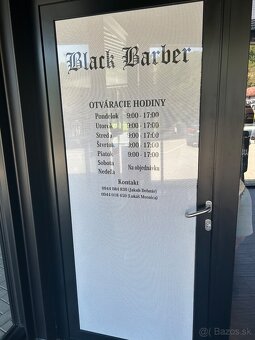 Black Barber
OTVÁRACIE HODINY
Pondelok 9:00 - 17:00
Utorok 9:00 - 17:00
Streda 9:00 - 17:00
Štvrtok 9:00 - 17:00
Piatok 9:00 - 17:00
Sobota
Na objednávku
Nedeľa
Kontakt
bazos.sk